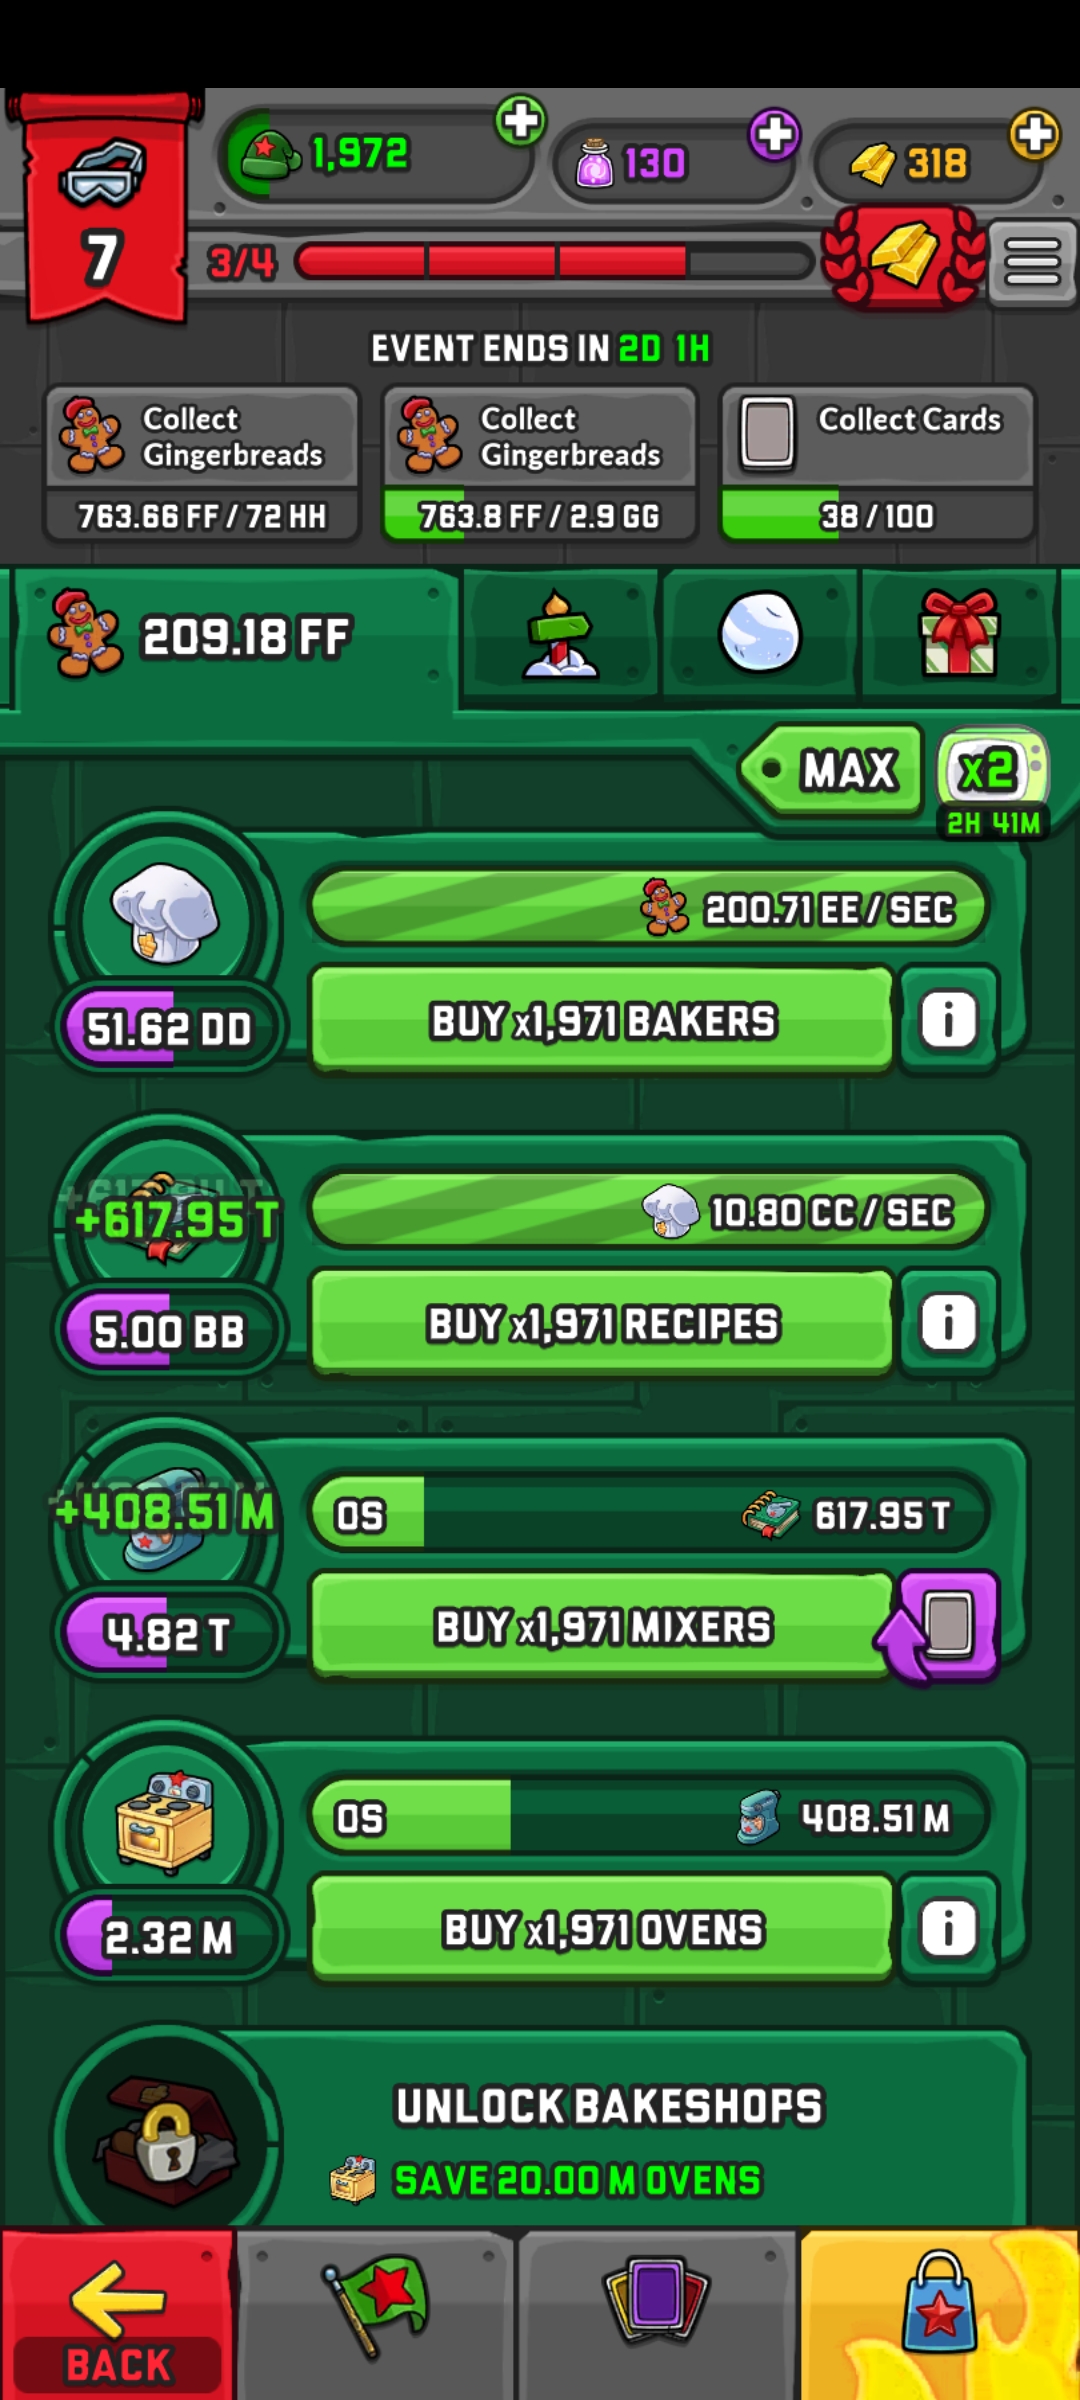 1,972
130
318
7
3/4
EVENT ENDS IN 2D 1H
Collect
Gingerbreads
763.66 FF / 72 HH
Collect
Gingerbreads
763.8 FF / 2.9 GG
Collect Cards
38 / 100
209.18 FF
MAX
x2
2H 41M
200.71 EE / SEC
51.62 DD
BUY x1,971 BAKERS
i
+617.95 T
10.80 CC / SEC
5.00 BB
BUY x1,971 RECIPES
i
+408.51 M
0S
617.95 T
4.82 T
BUY x1,971 MIXERS
0S
408.51 M
2.32 M
BUY x1,971 OVENS
i
UNLOCK BAKESHOPS
SAVE 20.00 M OVENS
BACK